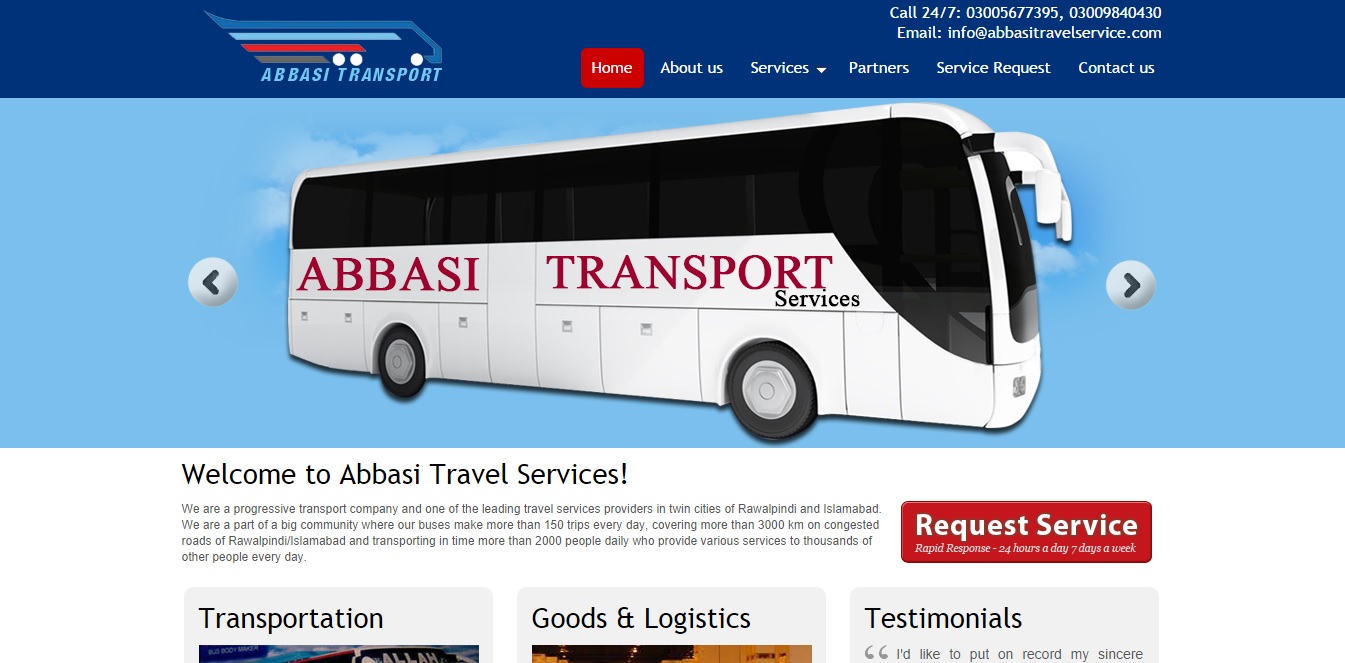 Call 24/7: 03005677395, 03009840430
Email: info@abbasitravelservice.com
ABBASI TRANSPORT
Home About us Services Partners Service Request Contact us
ABBASI TRANSPORT
Services
Welcome to Abbasi Travel Services!
We are a progressive transport company and one of the leading travel services providers in twin cities of Rawalpindi and Islamabad.
We are a part of a big community where our buses make more than 150 trips every day, covering more than 3000 km on congested
roads of Rawalpindi/Islamabad and transporting in time more than 2000 people daily who provide various services to thousands of
other people every day.
Request Service
Rapid Response - 24 hours a day 7 days a week
Transportation
Goods & Logistics
Testimonials
BUS BODY MAKER
ALLAH
“ I'd like to put on record my sincere